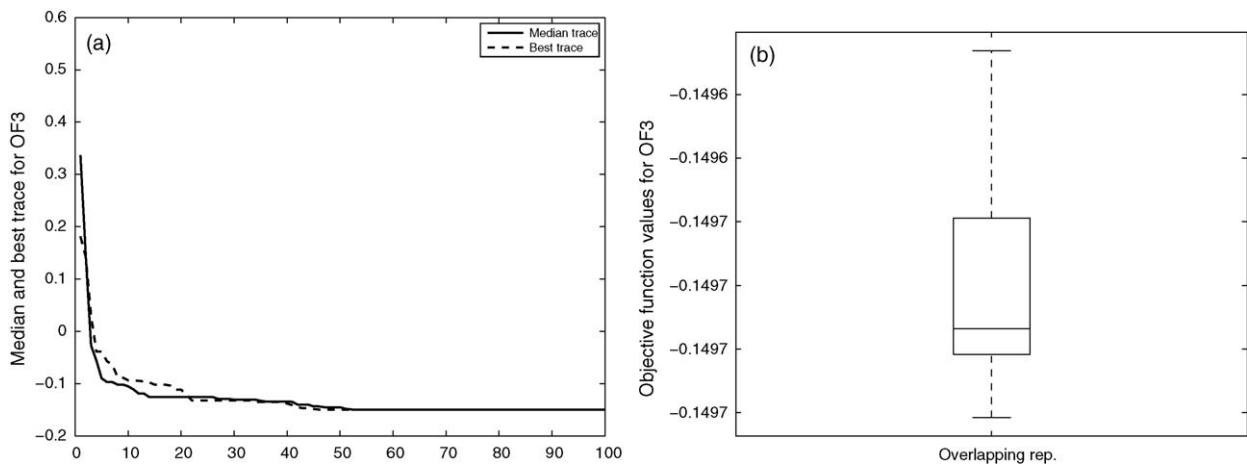 (a)
Median trace
Best trace
Median and best trace for OF3
0.6
0.5
0.4
0.3
0.2
0.1
0
−0.1
−0.2
0 10 20 30 40 50 60 70 80 90 100
(b)
Objective function values for OF3
−0.1496
−0.1496
−0.1497
−0.1497
−0.1497
−0.1497
Overlapping rep.